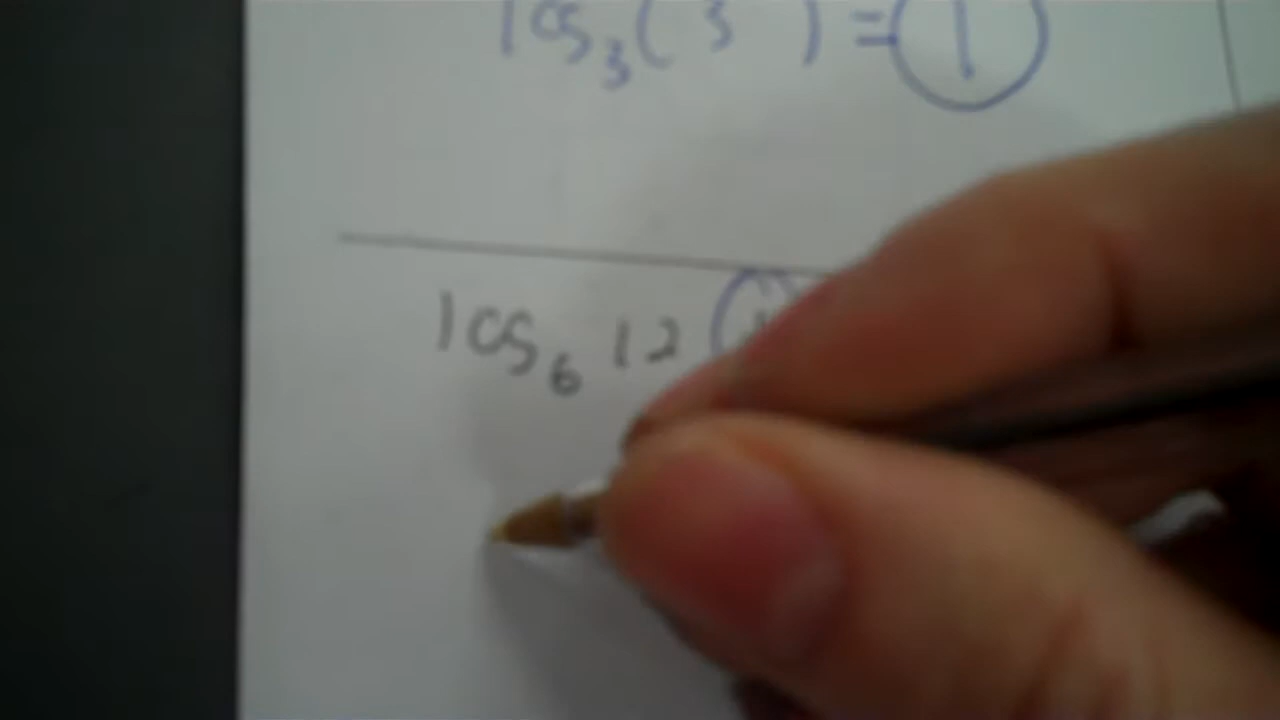 log₃( 3 ) = 1
log₆ 12